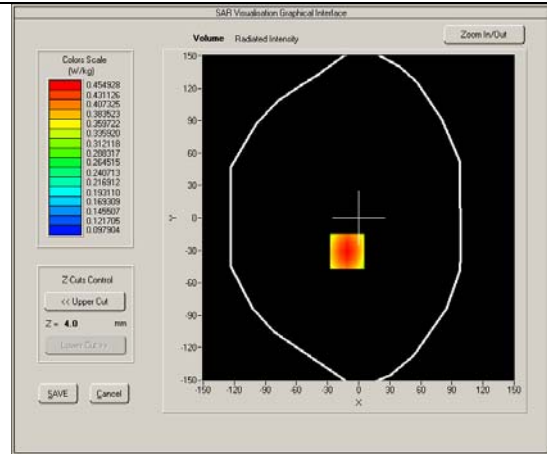 SAR Visualisation Graphical Interface
Volume Radiated Intensity
Zoom In/Out
Colors Scale
(W/kg)
0.454928
0.431126
0.407325
0.383523
0.359722
0.335920
0.312118
0.288317
0.264515
0.240713
0.216912
0.193110
0.169309
0.145507
0.121705
0.097904
Z Cuts Control
<< Upper Cut
Z = 4.0 mm
Lower Cut >>
SAVE Cancel
150
120
90
60
30
0
-30
-60
-90
-120
-150
Y
-150 -120 -90 -60 -30 0 30 60 90 120 150
X